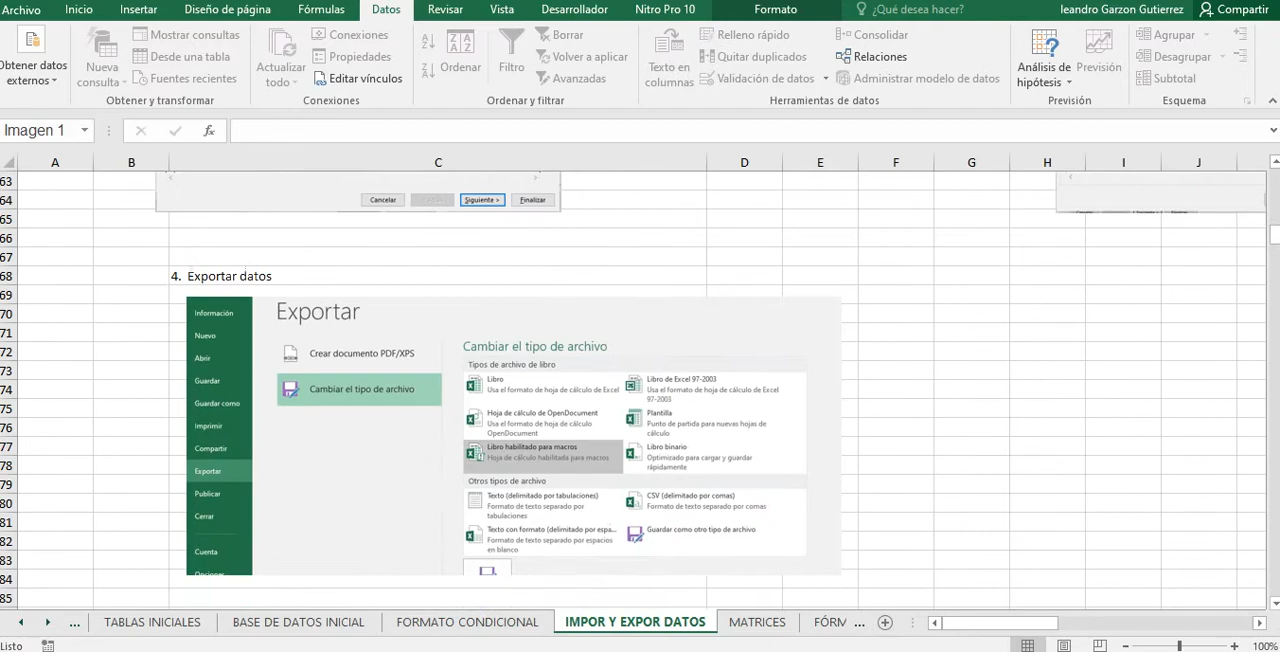 Archivo Inicio Insertar Diseño de página Fórmulas Datos Revisar Vista Desarrollador Nitro Pro 10 Formato ¿Qué desea hacer? leandro Garzon Gutierrez Compartir
Obtener datos externos
Nueva consulta
Mostrar consultas
Desde una tabla
Fuentes recientes
Obtener y transformar
Actualizar todo
Conexiones
Propiedades
Editar vínculos
Conexiones
Ordenar
Filtro
Borrar
Volver a aplicar
Avanzadas
Ordenar y filtrar
Texto en columnas
Relleno rápido
Quitar duplicados
Validación de datos
Consolidar
Relaciones
Administrar modelo de datos
Herramientas de datos
Análisis de hipótesis
Previsión
Previsión
Agrupar
Desagrupar
Subtotal
Esquema
Imagen 1 fx
A B C D E F G H I J
63
64
65
66
67
68
69
70
71
72
73
74
75
76
77
78
79
80
81
82
83
84
85
Cancelar Siguiente > Finalizar
4. Exportar datos
Información
Nuevo
Abrir
Guardar
Guardar como
Imprimir
Compartir
Exportar
Publicar
Cerrar
Cuenta
Opciones
Exportar
Crear documento PDF/XPS
Cambiar el tipo de archivo
Cambiar el tipo de archivo
Tipos de archivo de libro
Libro
Usa el formato de hoja de cálculo de Excel
Libro de Excel 97-2003
Usa el formato de hoja de cálculo de Excel
97-2003
Hoja de cálculo de OpenDocument
Usa el formato de hoja de cálculo
OpenDocument
Plantilla
Punto de partida para nuevas hojas de
cálculo
Libro habilitado para macros
Hoja de cálculo habilitada para macros
Libro binario
Optimizado para cargar y guardar
rápidamente
Otros tipos de archivo
Texto (delimitado por tabulaciones)
Formato de texto separado por
tabulaciones
CSV (delimitado por comas)
Formato de texto separado por comas
Texto con formato (delimitado por espa...
Formato de texto separado por espacios
en blanco
Guardar como otro tipo de archivo
... TABLAS INICIALES BASE DE DATOS INICIAL FORMATO CONDICIONAL IMPOR Y EXPOR DATOS MATRICES FÓRM ...
Listo 100%